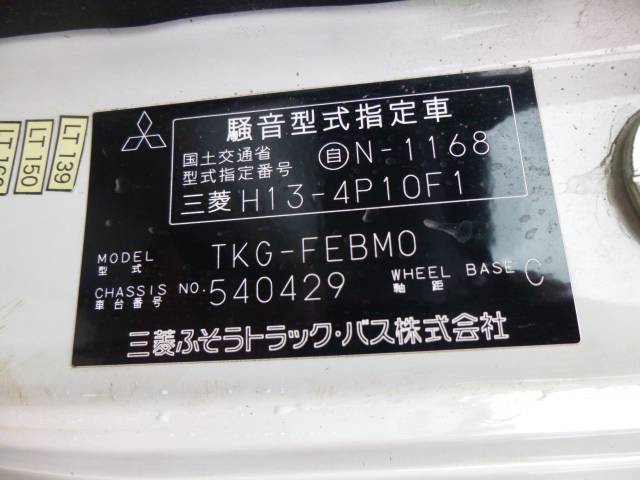 騒音型式指定車
国土交通省
型式指定番号 自N-1168
三菱 H13-4P10F1
MODEL
型式 TKG-FEBM0
CHASSIS NO. 540429
車台番号
WHEEL BASE C
軸距
三菱ふそうトラック・バス株式会社
LT 139
LT 150